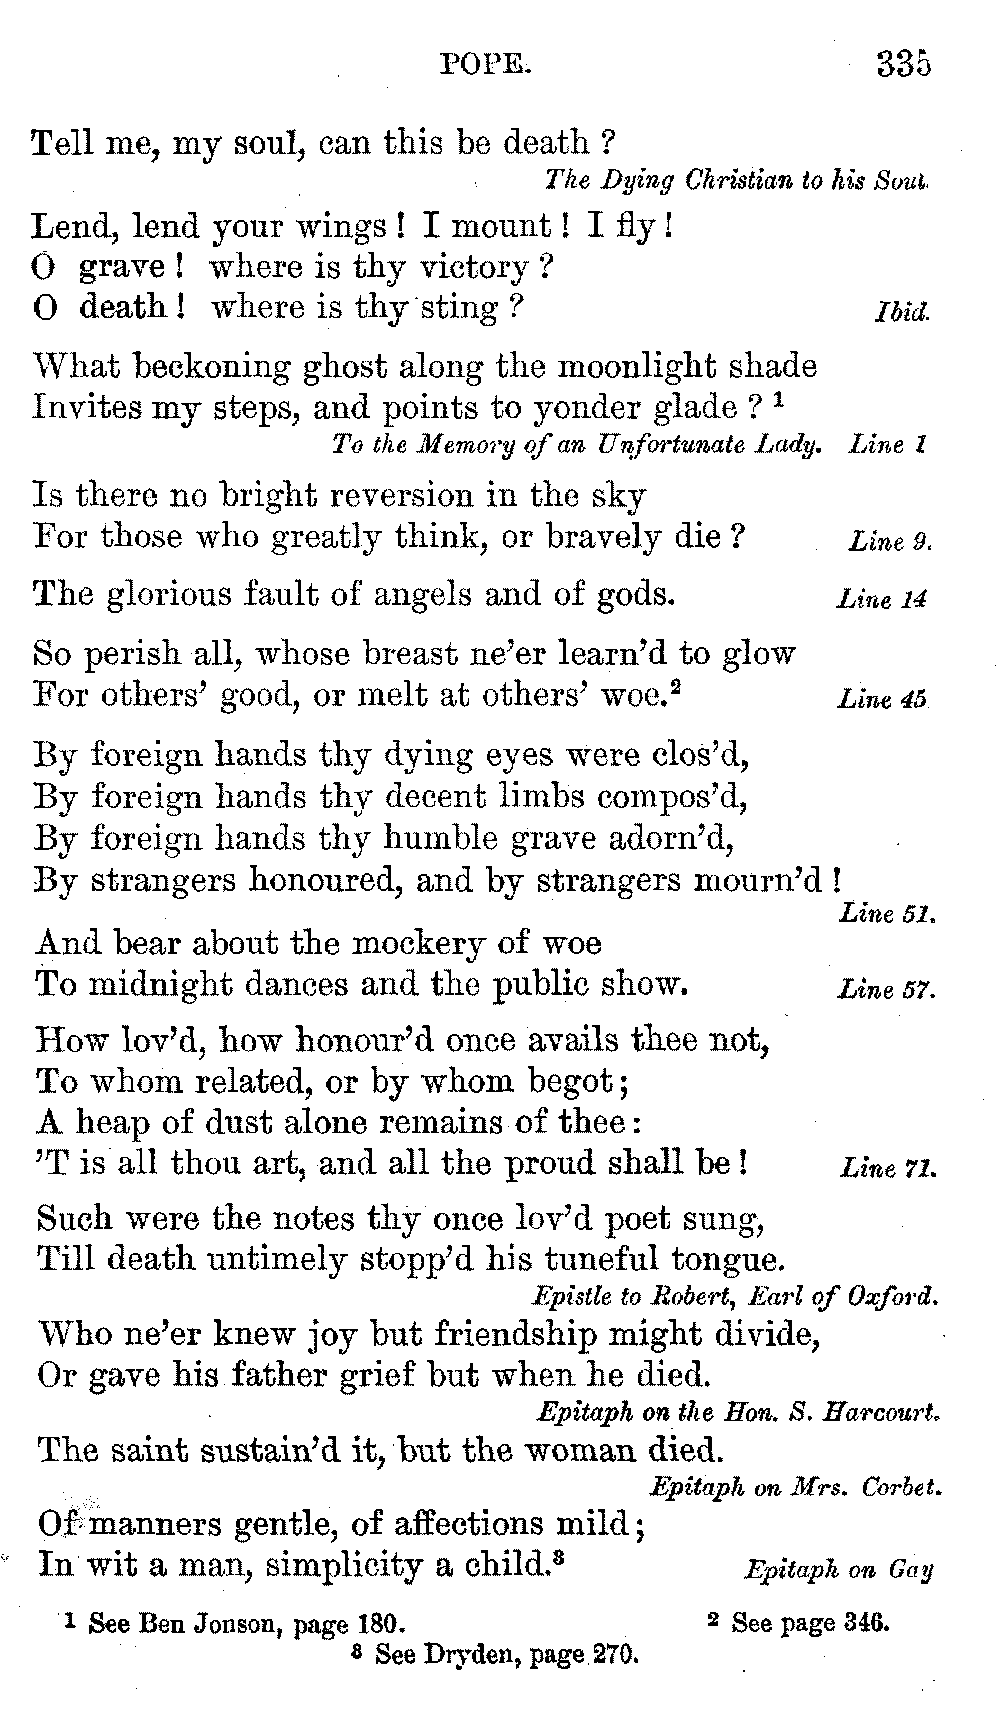 POPE. 335
Tell me, my soul, can this be death ?
The Dying Christian to his Soul.
Lend, lend your wings ! I mount ! I fly !
O grave ! where is thy victory ?
O death ! where is thy sting ? Ibid.
What beckoning ghost along the moonlight shade
Invites my steps, and points to yonder glade ? ¹
To the Memory of an Unfortunate Lady. Line 1
Is there no bright reversion in the sky
For those who greatly think, or bravely die ? Line 9.
The glorious fault of angels and of gods. Line 14
So perish all, whose breast ne’er learn’d to glow
For others’ good, or melt at others’ woe.² Line 45
By foreign hands thy dying eyes were clos’d,
By foreign hands thy decent limbs compos’d,
By foreign hands thy humble grave adorn’d,
By strangers honoured, and by strangers mourn’d !
Line 51.
And bear about the mockery of woe
To midnight dances and the public show. Line 57.
How lov’d, how honour’d once avails thee not,
To whom related, or by whom begot ;
A heap of dust alone remains of thee :
’T is all thou art, and all the proud shall be ! Line 71.
Such were the notes thy once lov’d poet sung,
Till death untimely stopp’d his tuneful tongue.
Epistle to Robert, Earl of Oxford.
Who ne’er knew joy but friendship might divide,
Or gave his father grief but when he died.
Epitaph on the Hon. S. Harcourt.
The saint sustain’d it, but the woman died.
Epitaph on Mrs. Corbet.
Of manners gentle, of affections mild ;
In wit a man, simplicity a child.³ Epitaph on Gay
¹ See Ben Jonson, page 180. ² See page 346.
³ See Dryden, page 270.